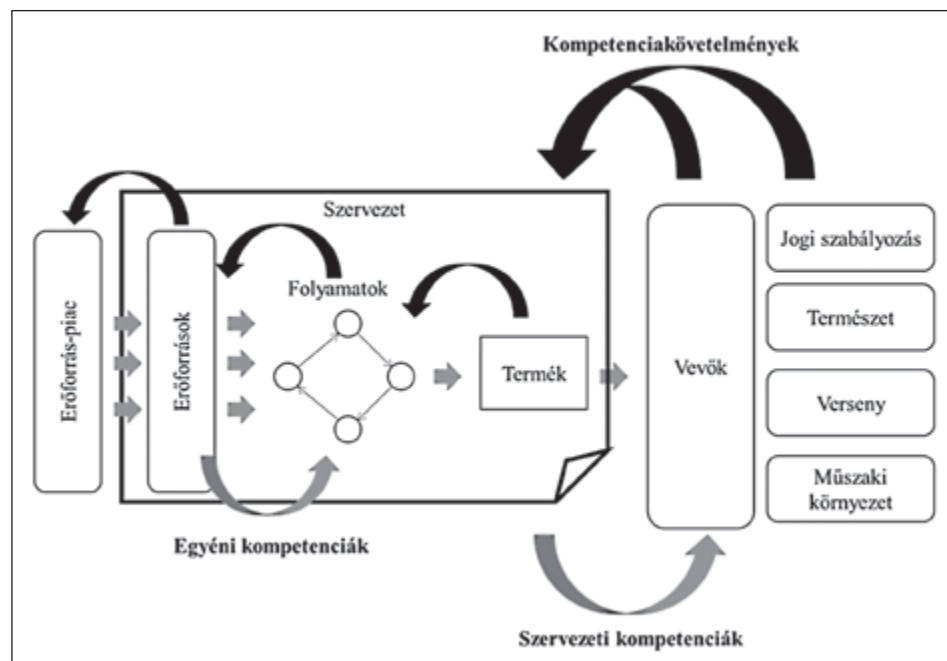 Kompetenciakövetelmények
Szervezet
Jogi szabályozás
Folyamatok
Erőforrás-piac
Erőforrások
Természet
Termék
Vevők
Verseny
Műszaki
környezet
Egyéni kompetenciák
Szervezeti kompetenciák